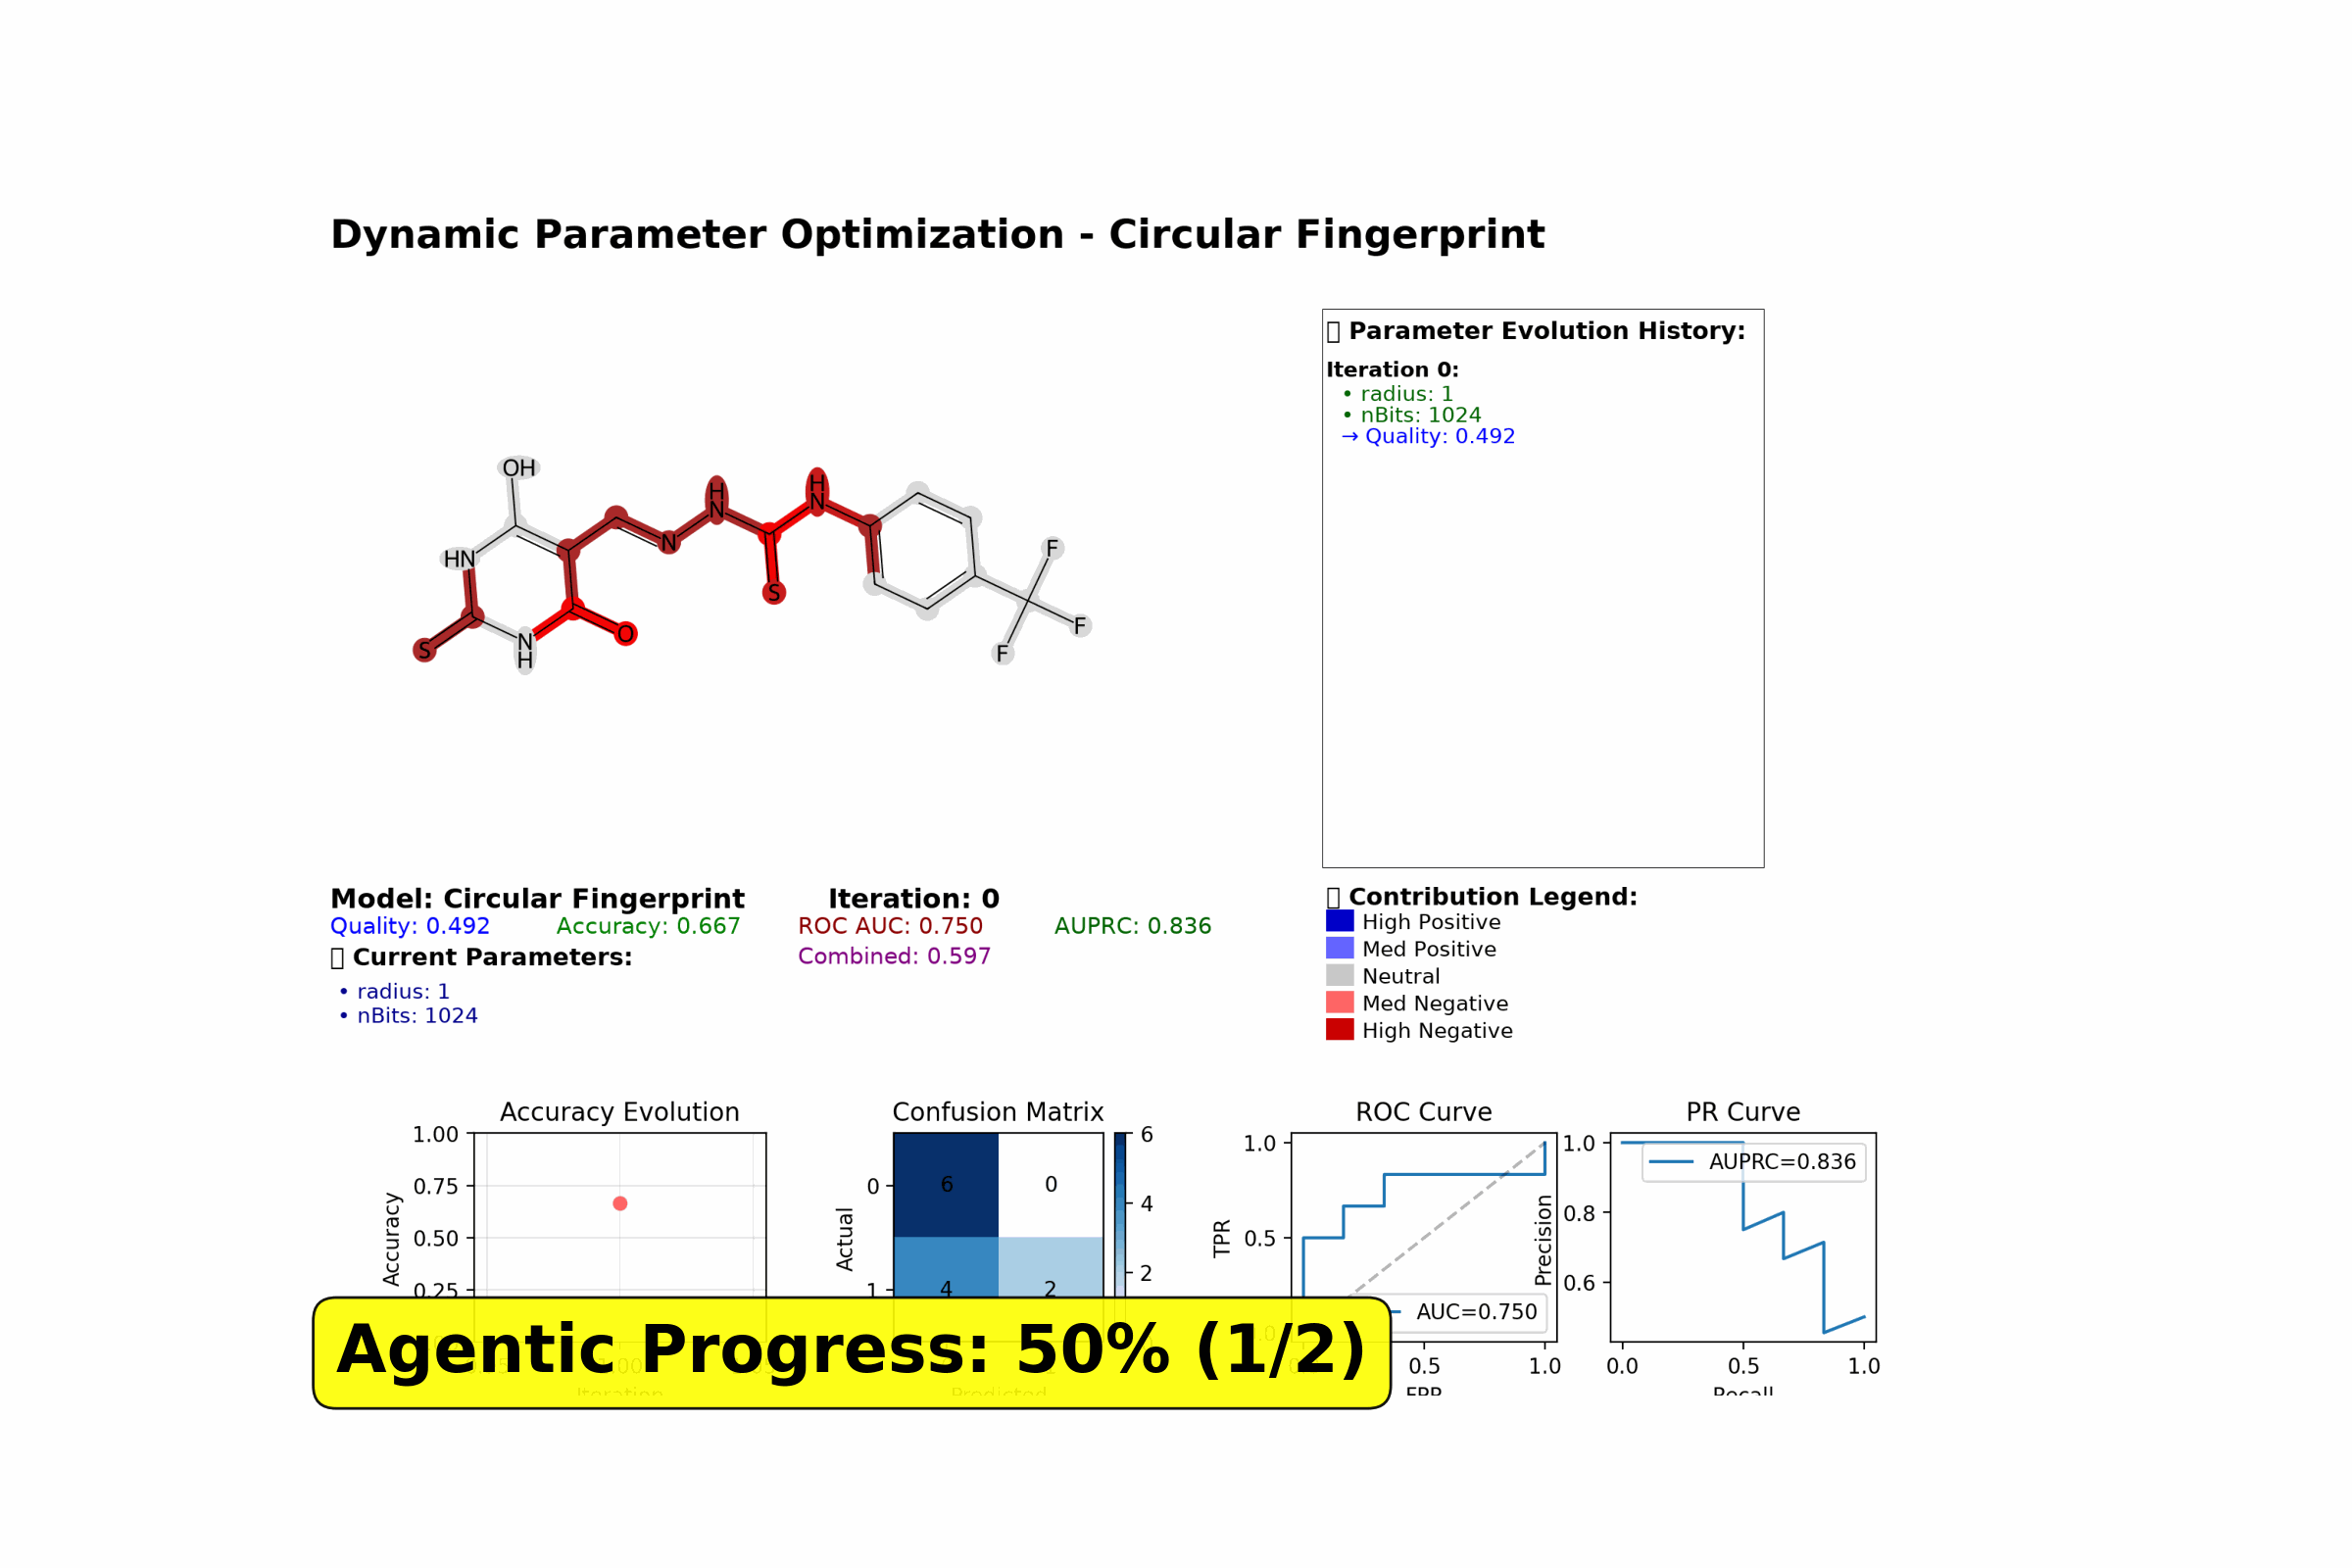 Dynamic Parameter Optimization - Circular Fingerprint
Parameter Evolution History:
Iteration 0:
• radius: 1
• nBits: 1024
→ Quality: 0.492
OH
HN
N
H
S
O
N
H
N
S
H
N
F
F
F
Model: Circular Fingerprint
Iteration: 0
Quality: 0.492
Accuracy: 0.667
ROC AUC: 0.750
AUPRC: 0.836
Current Parameters:
Combined: 0.597
• radius: 1
• nBits: 1024
Contribution Legend:
High Positive
Med Positive
Neutral
Med Negative
High Negative
Accuracy Evolution
1.00
0.75
0.50
0.25
Accuracy
Iteration
Confusion Matrix
6
0
4
2
0
1
Actual
Predicted
6
4
2
ROC Curve
1.0
0.5
TPR
AUC=0.750
0.5
1.0
FPR
PR Curve
1.0
0.8
0.6
Precision
AUPRC=0.836
0.0
0.5
1.0
Recall
Agentic Progress: 50% (1/2)